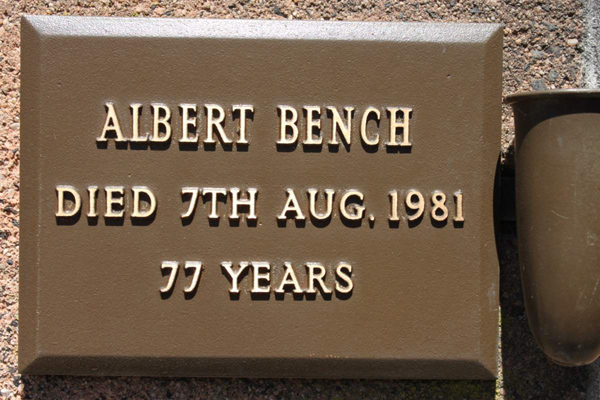 ALBERT BENCH
DIED 7TH AUG. 1981
77 YEARS